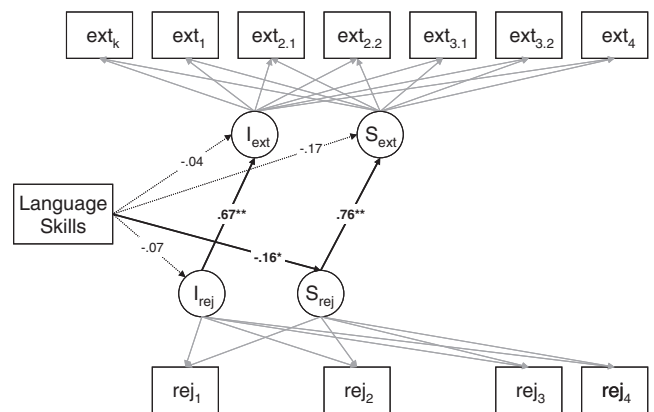 ext_k ext_1 ext_2.1 ext_2.2 ext_3.1 ext_3.2 ext_4
I_ext S_ext
-.04 -.17
Language
Skills
.67** .76**
-.07 -.16*
I_rej S_rej
rej_1 rej_2 rej_3 rej_4